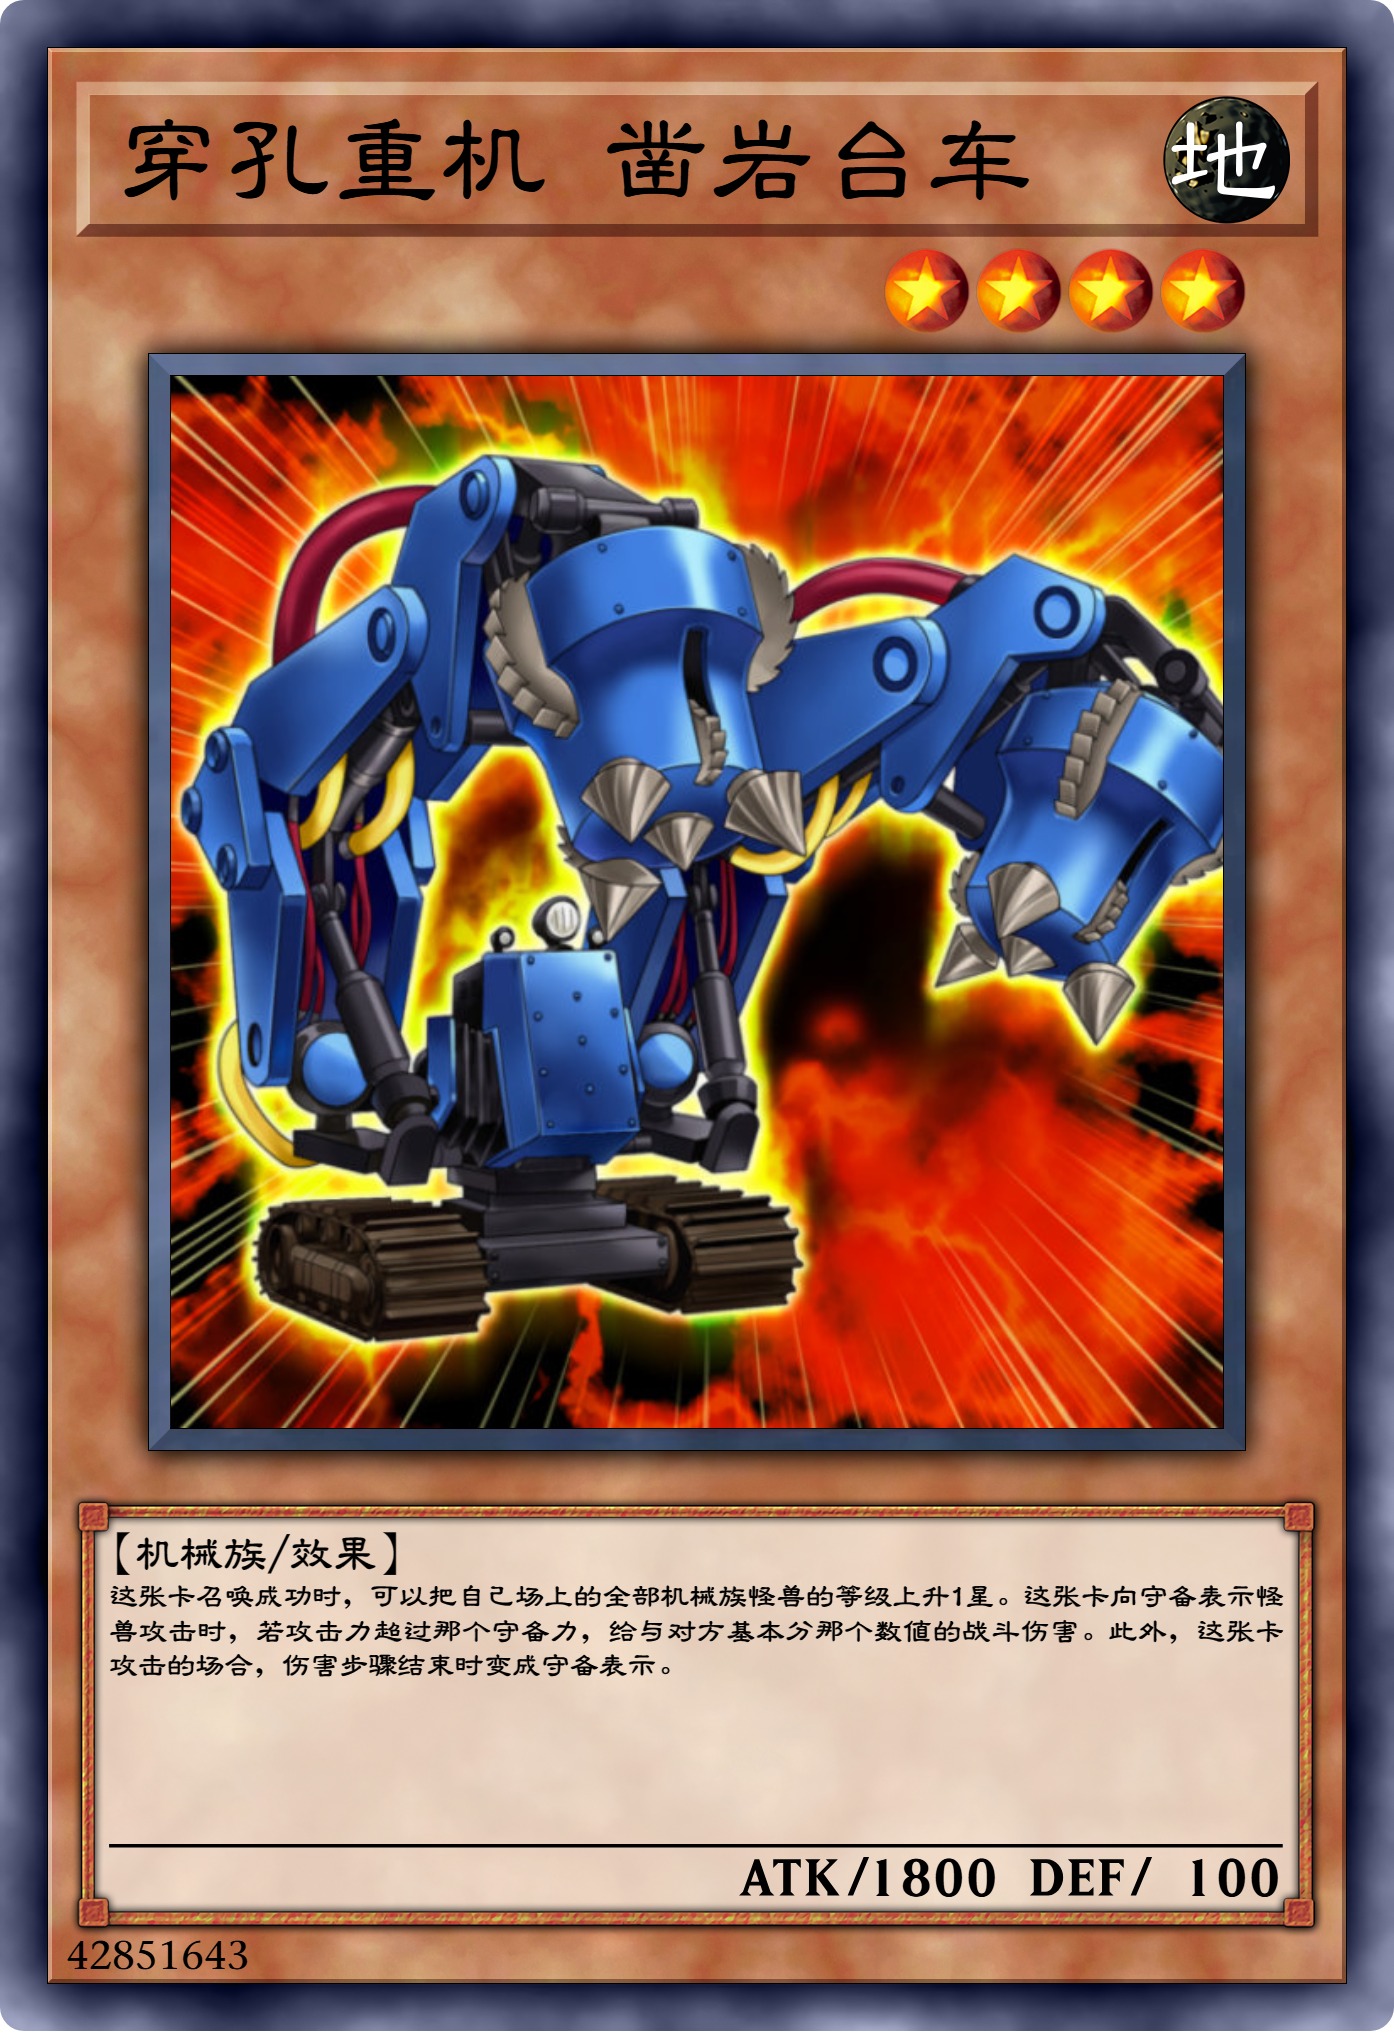 穿孔重机 凿岩台车
地
【机械族/效果】
这张卡召唤成功时，可以把自己场上的全部机械族怪兽的等级上升1星。这张卡向守备表示怪
兽攻击时，若攻击力超过那个守备力，给与对方基本分那个数值的战斗伤害。此外，这张卡
攻击的场合，伤害步骤结束时变成守备表示。
ATK/1800 DEF/ 100
42851643